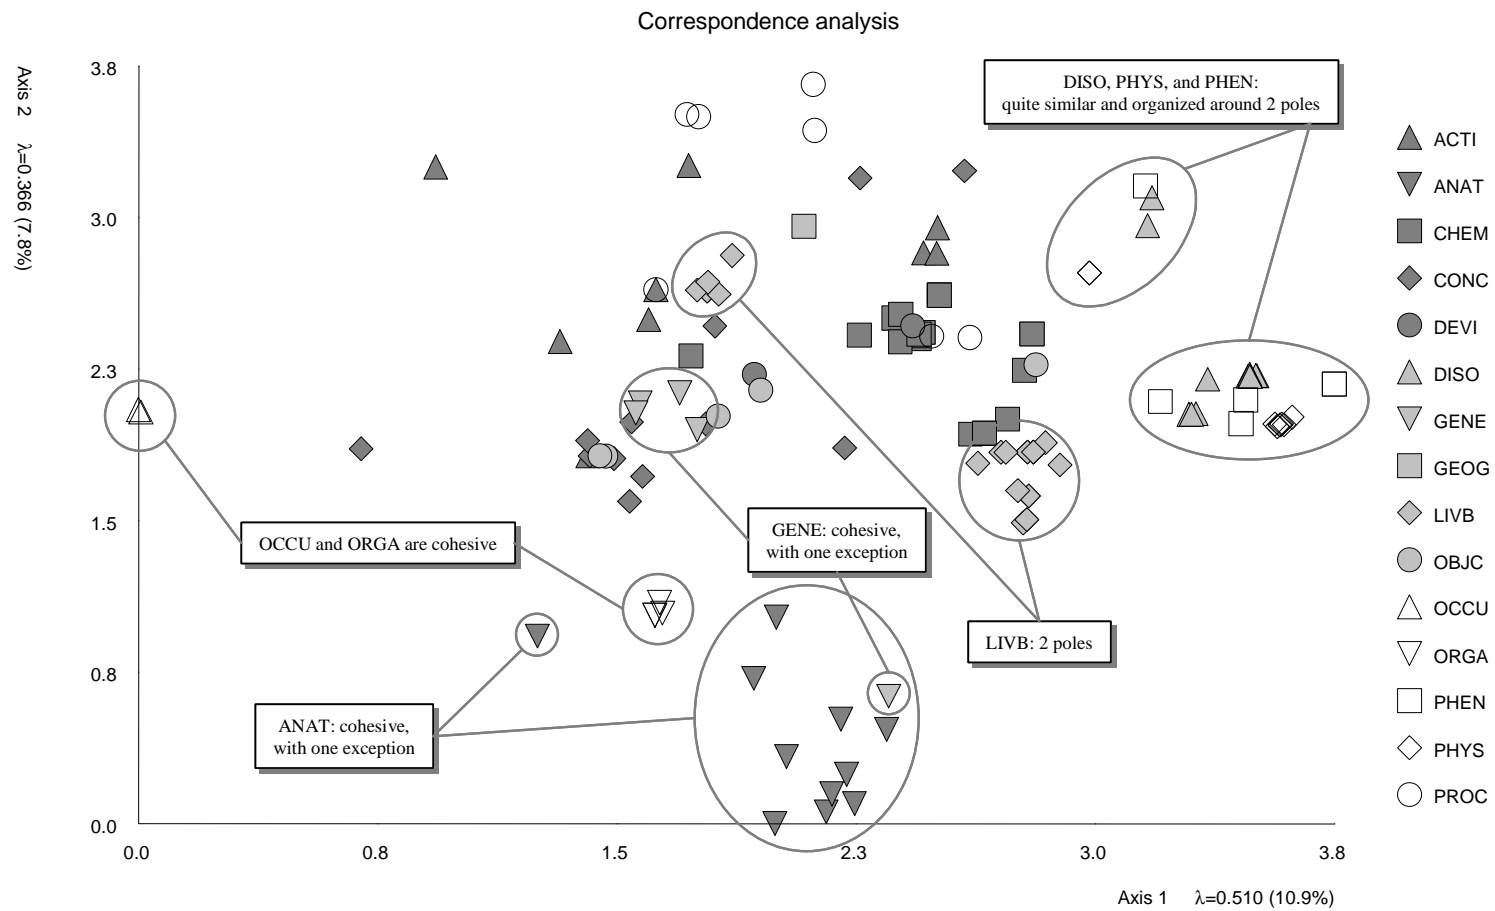 Correspondence analysis
Axis 2 λ=0.366 (7.8%)
3.8
3.0
2.3
1.5
0.8
0.0
DISO, PHYS, and PHEN:
quite similar and organized around 2 poles
OCCU and ORGA are cohesive
GENE: cohesive,
with one exception
LIVB: 2 poles
ANAT: cohesive,
with one exception
ACTI
ANAT
CHEM
CONC
DEVI
DISO
GENE
GEOG
LIVB
OBJC
OCCU
ORGA
PHEN
PHYS
PROC
0.0 0.8 1.5 2.3 3.0 3.8
Axis 1 λ=0.510 (10.9%)